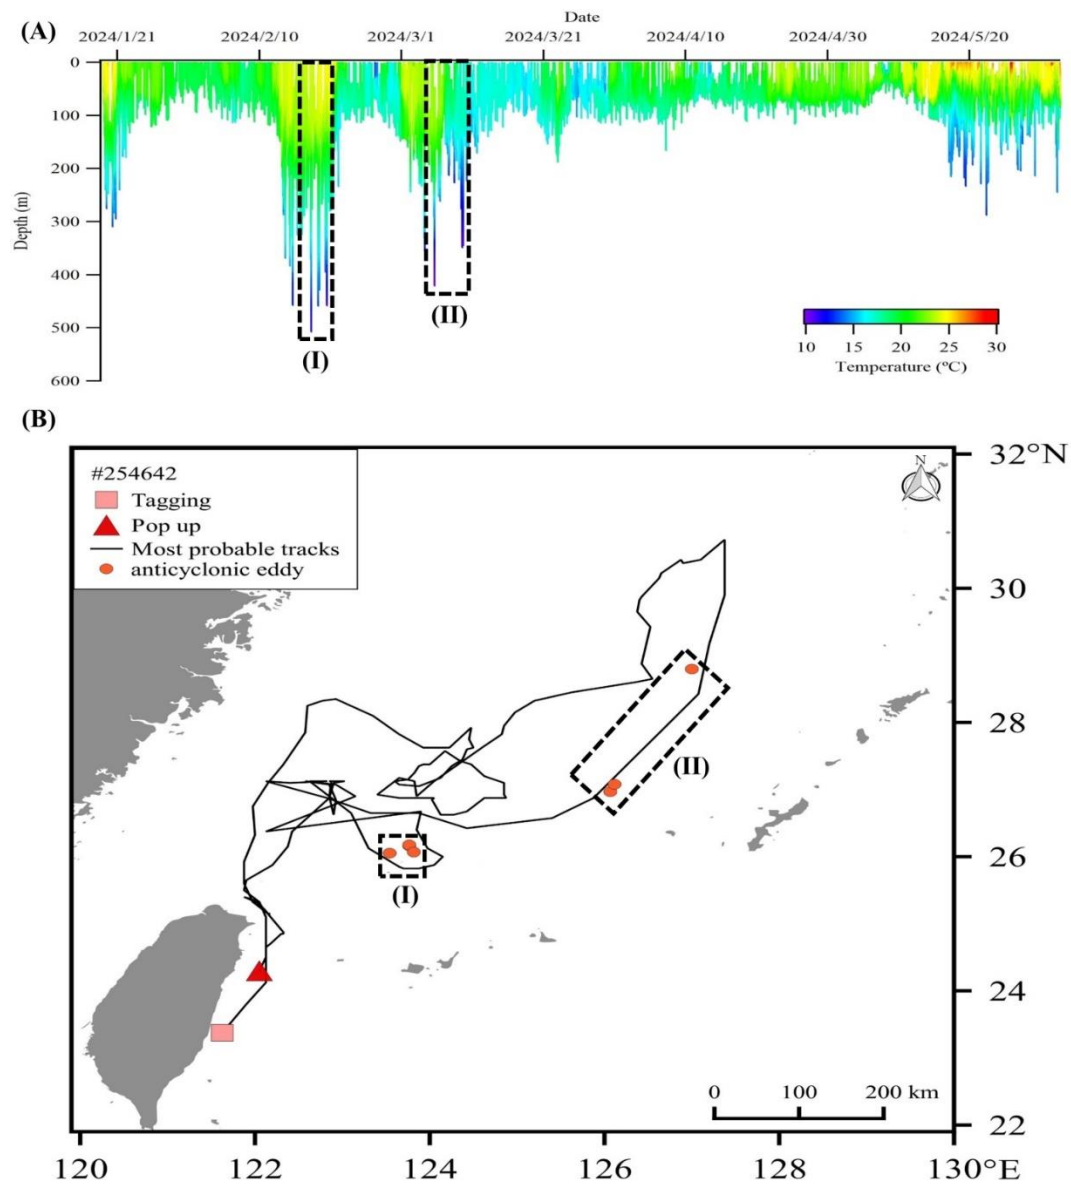 (A)
Date
2024/1/21 2024/2/10 2024/3/1 2024/3/21 2024/4/10 2024/4/30 2024/5/20
0
100
200
300
400
500
600
Depth (m)
(I)
(II)
10 15 20 25 30
Temperature (ºC)
(B)
#254642
Tagging
Pop up
Most probable tracks
anticyclonic eddy
N
32°N
30
28
26
24
22
(II)
(I)
0 100 200 km
120 122 124 126 128 130°E